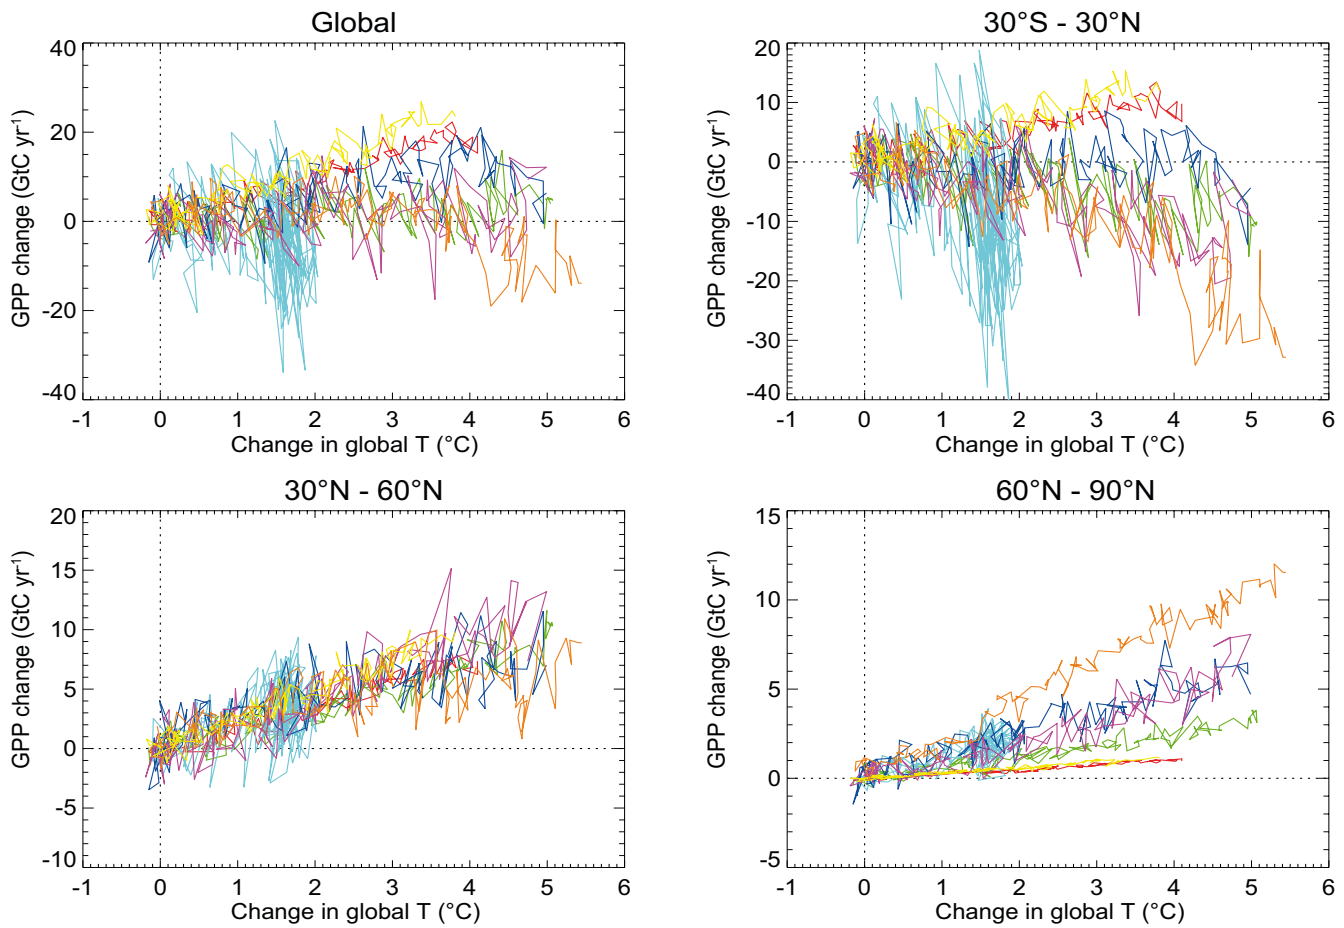 Global
40
20
0
-20
-40
GPP change (GtC yr-1)
-1 0 1 2 3 4 5 6
Change in global T (°C)
30°S - 30°N
20
10
0
-10
-20
-30
-40
GPP change (GtC yr-1)
-1 0 1 2 3 4 5 6
Change in global T (°C)
30°N - 60°N
20
15
10
5
0
-5
-10
GPP change (GtC yr-1)
-1 0 1 2 3 4 5 6
Change in global T (°C)
60°N - 90°N
15
10
5
0
-5
GPP change (GtC yr-1)
-1 0 1 2 3 4 5 6
Change in global T (°C)